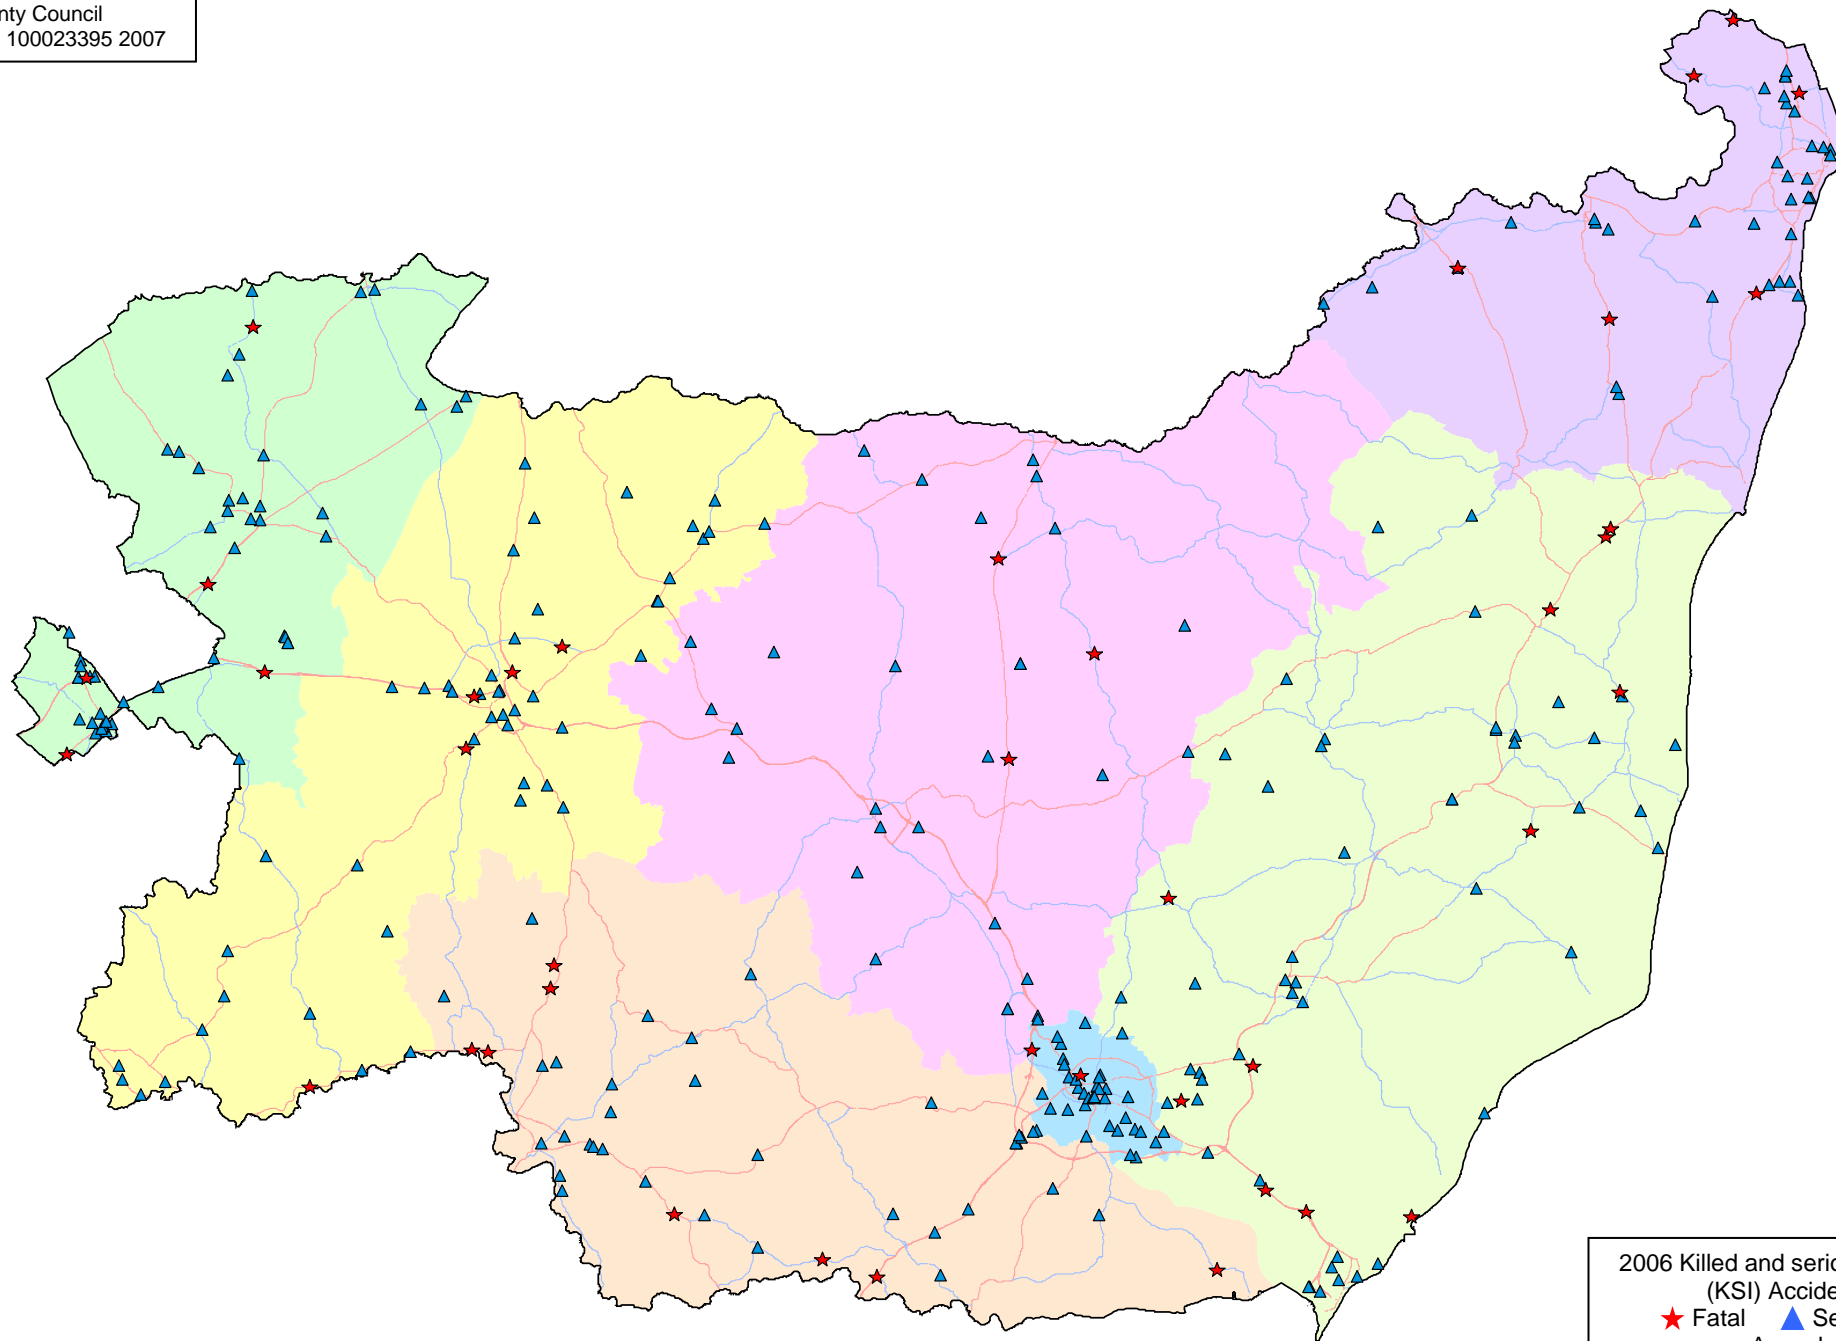 nty Council
100023395 2007
2006 Killed and serio
(KSI) Accide
Fatal Se